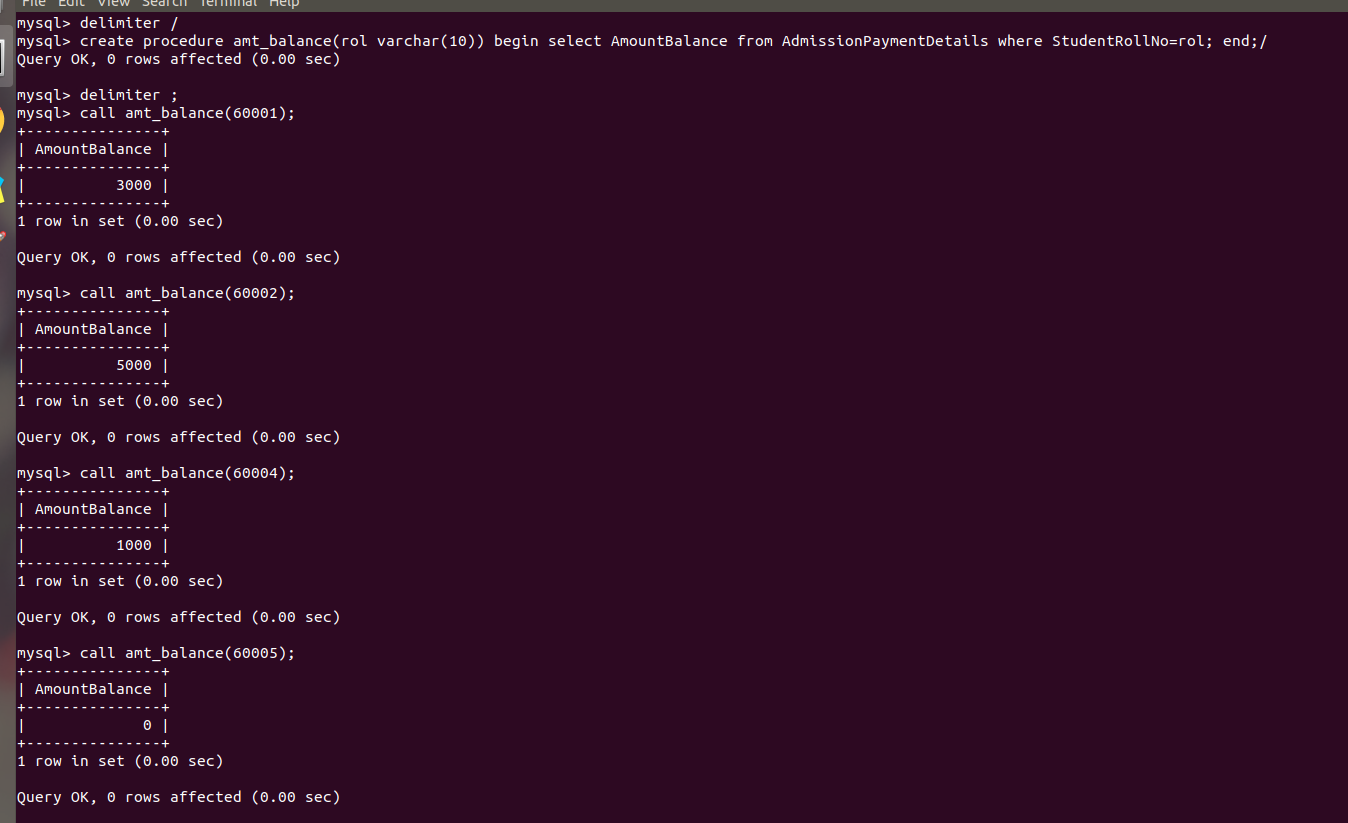 File Edit View Search Terminal Help
mysql> delimiter /
mysql> create procedure amt_balance(rol varchar(10)) begin select AmountBalance from AdmissionPaymentDetails where StudentRollNo=rol; end;/
Query OK, 0 rows affected (0.00 sec)
mysql> delimiter ;
mysql> call amt_balance(60001);
+---------------+
| AmountBalance |
+---------------+
|          3000 |
+---------------+
1 row in set (0.00 sec)
Query OK, 0 rows affected (0.00 sec)
mysql> call amt_balance(60002);
+---------------+
| AmountBalance |
+---------------+
|          5000 |
+---------------+
1 row in set (0.00 sec)
Query OK, 0 rows affected (0.00 sec)
mysql> call amt_balance(60004);
+---------------+
| AmountBalance |
+---------------+
|          1000 |
+---------------+
1 row in set (0.00 sec)
Query OK, 0 rows affected (0.00 sec)
mysql> call amt_balance(60005);
+---------------+
| AmountBalance |
+---------------+
|             0 |
+---------------+
1 row in set (0.00 sec)
Query OK, 0 rows affected (0.00 sec)